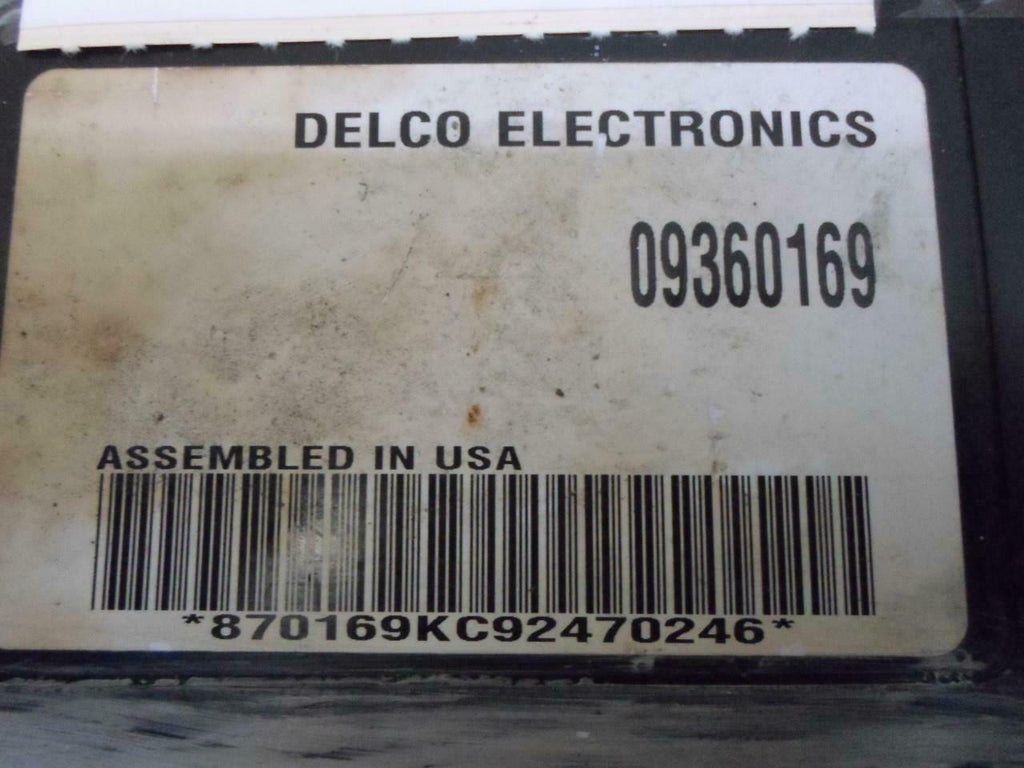 DELCO ELECTRONICS
09360169
ASSEMBLED IN USA
*870169KC92470246*